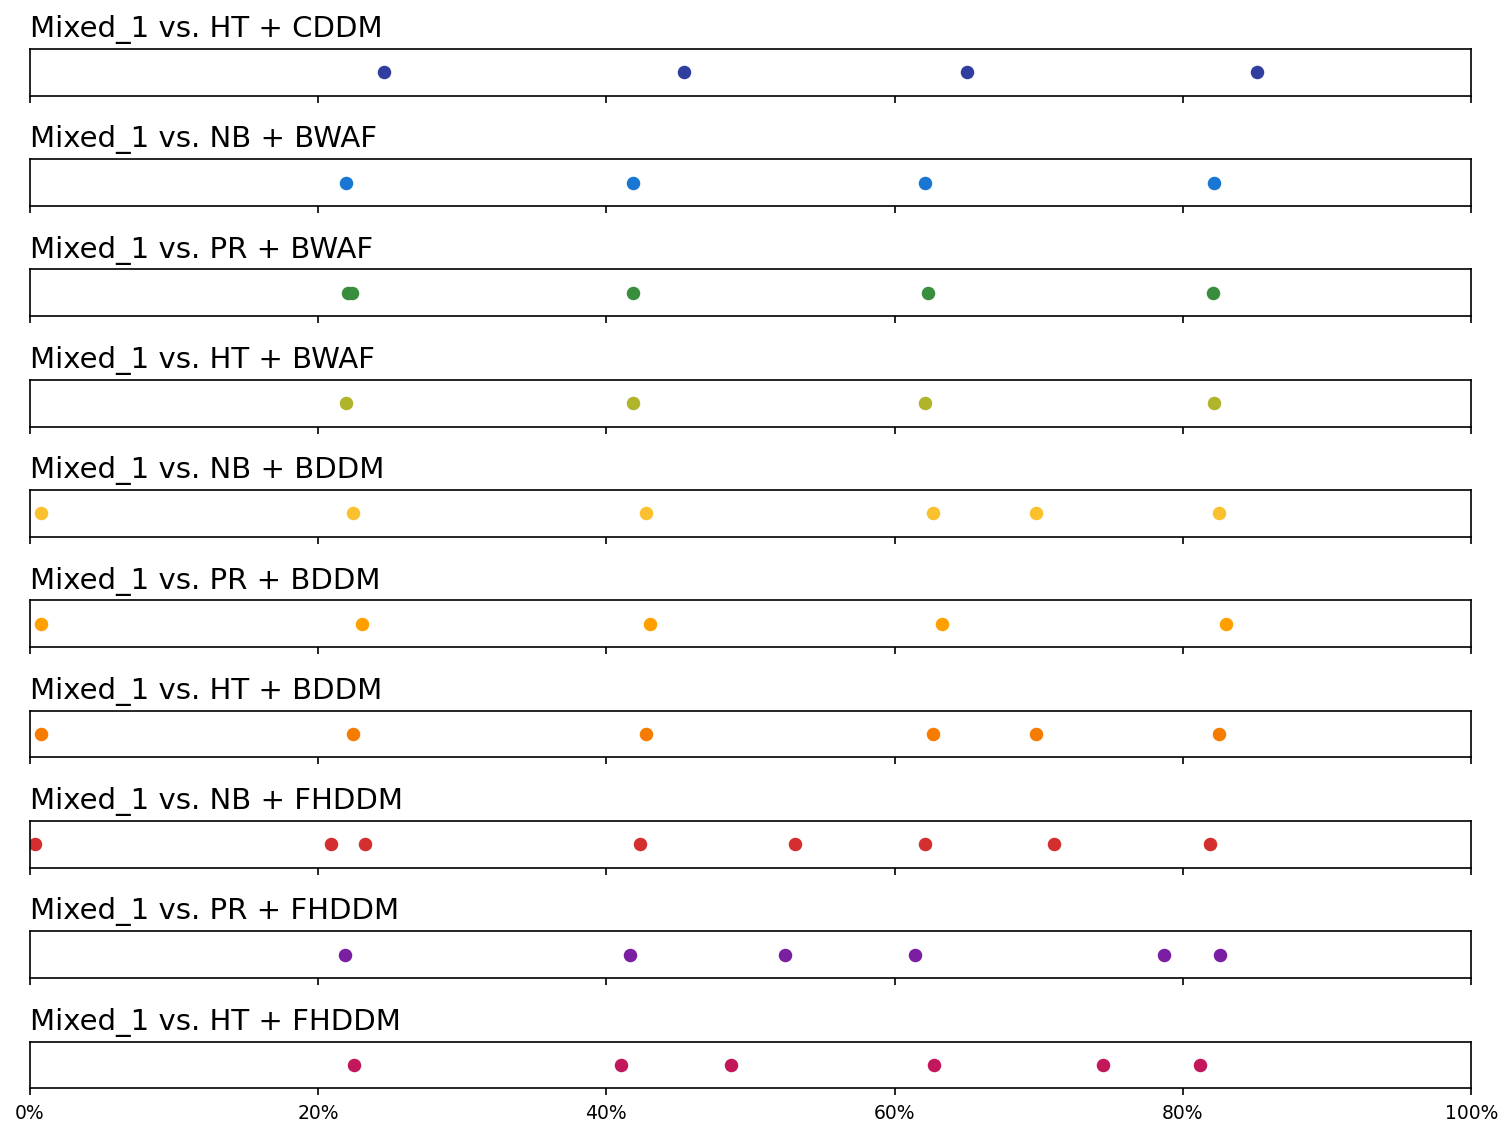 Mixed_1 vs. HT + CDDM
Mixed_1 vs. NB + BWAF
Mixed_1 vs. PR + BWAF
Mixed_1 vs. HT + BWAF
Mixed_1 vs. NB + BDDM
Mixed_1 vs. PR + BDDM
Mixed_1 vs. HT + BDDM
Mixed_1 vs. NB + FHDDM
Mixed_1 vs. PR + FHDDM
Mixed_1 vs. HT + FHDDM
0% 20% 40% 60% 80% 100%